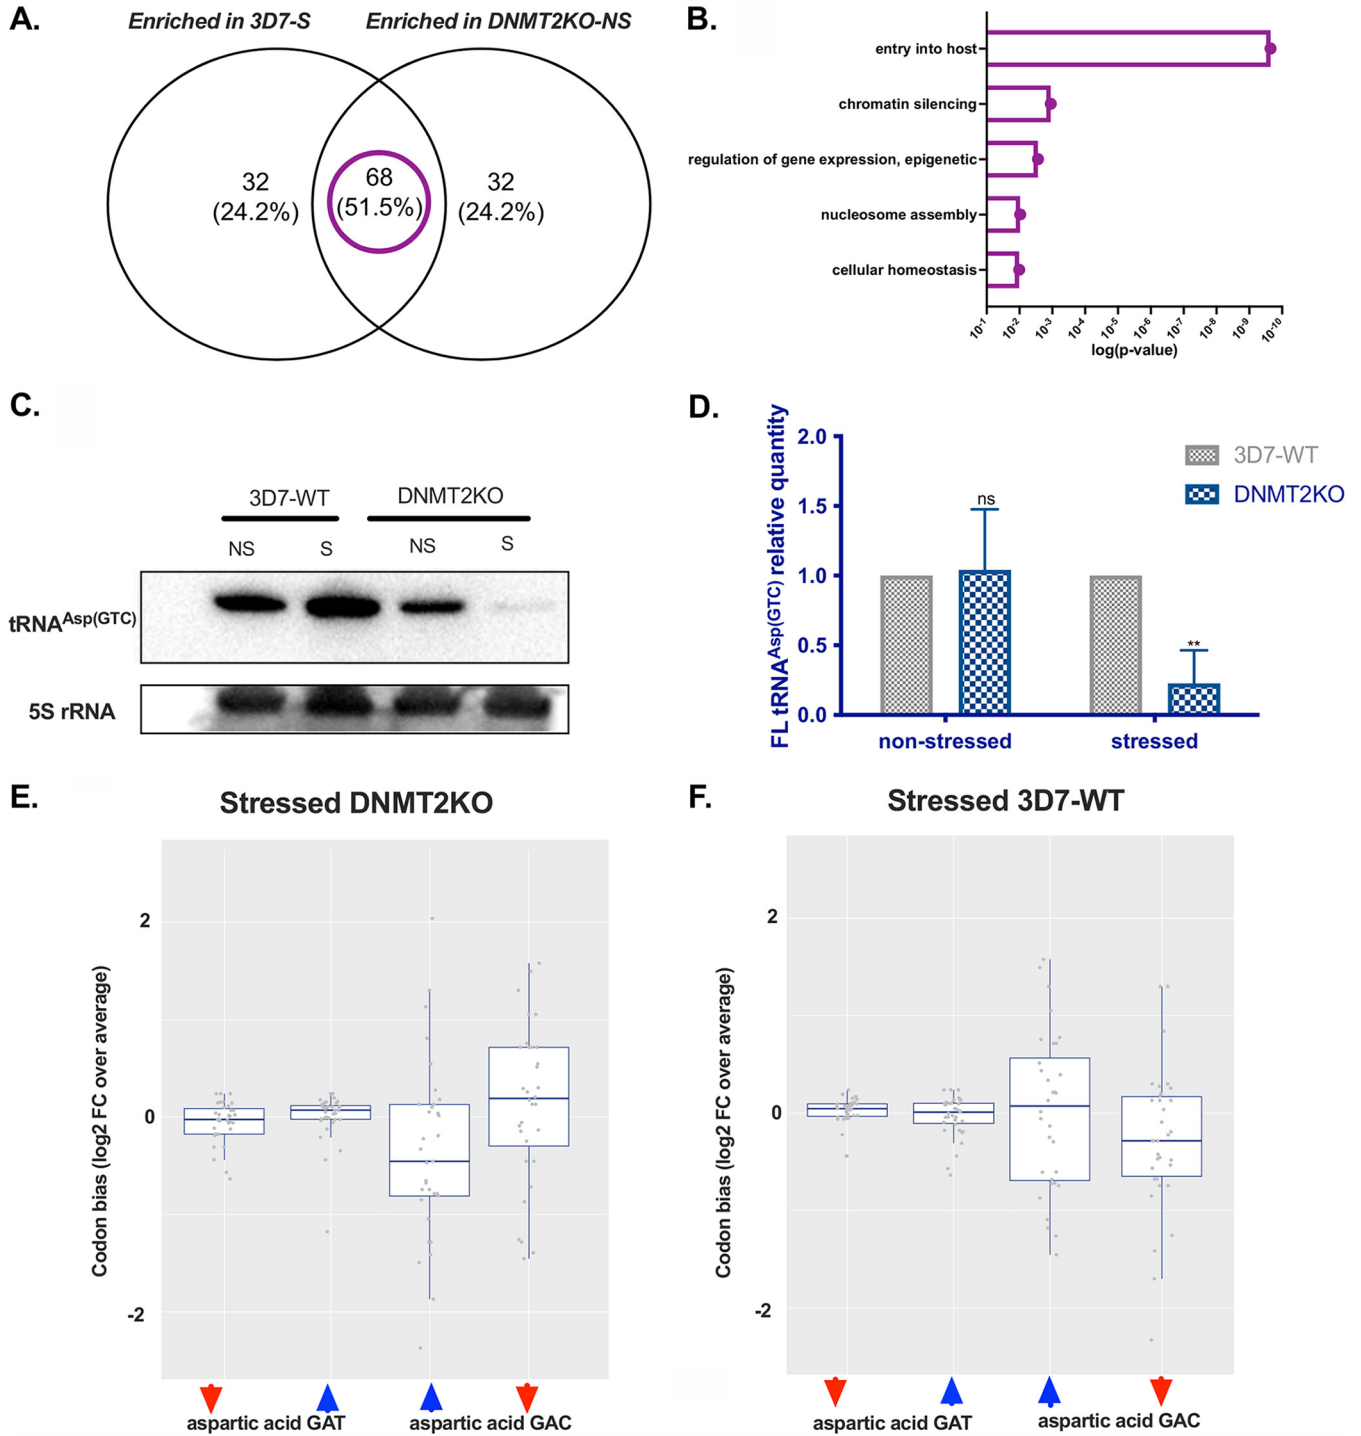 A.
Enriched in 3D7-S
Enriched in DNMT2KO-NS
32
(24.2%)
68
(51.5%)
32
(24.2%)
B.
entry into host
chromatin silencing
regulation of gene expression, epigenetic
nucleosome assembly
cellular homeostasis
10-1
10-2
10-3
10-4
10-5
10-6
10-7
10-8
10-9
10-10
log(p-value)
C.
3D7-WT
DNMT2KO
NS
S
NS
S
tRNAAsp(GTC)
5S rRNA
D.
FL tRNAAsp(GTC) relative quantity
2.0
1.5
1.0
0.5
0.0
ns
**
3D7-WT
DNMT2KO
non-stressed
stressed
E.
Stressed DNMT2KO
Codon bias (log2 FC over average)
2
0
-2
aspartic acid GAT
aspartic acid GAC
F.
Stressed 3D7-WT
Codon bias (log2 FC over average)
2
0
-2
aspartic acid GAT
aspartic acid GAC